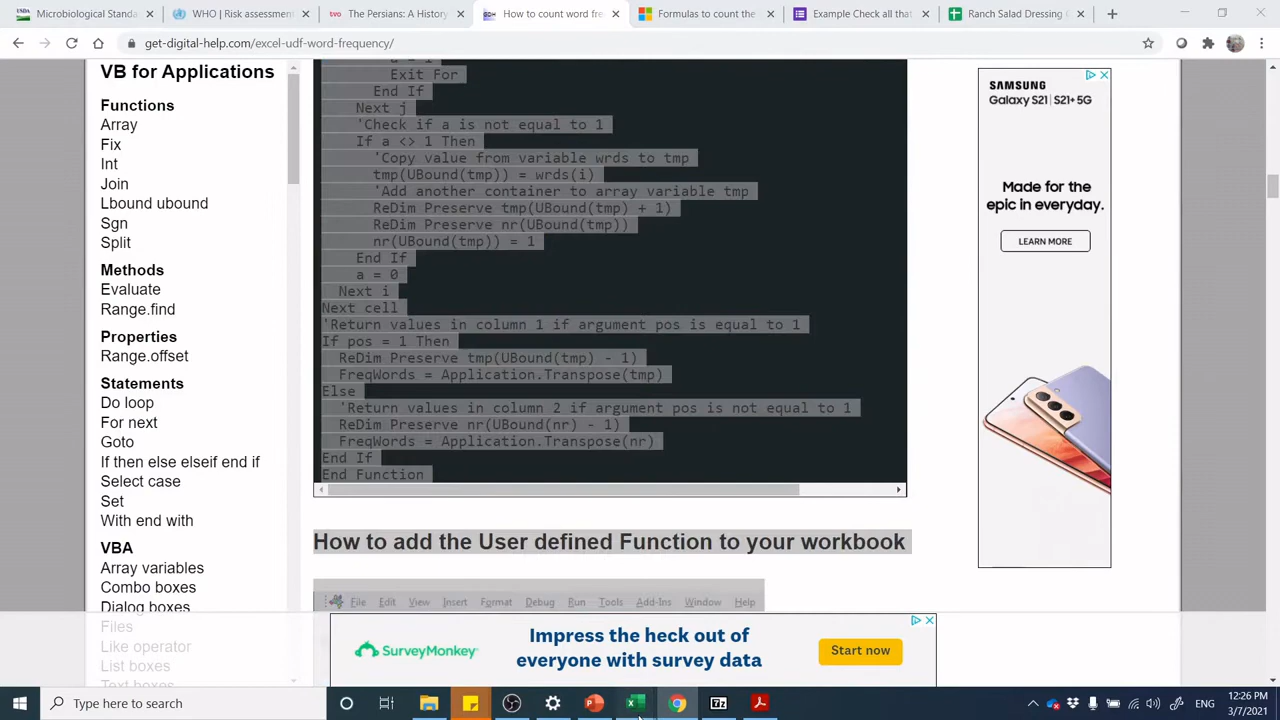 Microbiological Standa
WHO | Risk assessment
The Persians: A History
How to count word fre
Formulas to count the
Example Check all that
Ranch Salad Dressing (
get-digital-help.com/excel-udf-word-frequency/
VB for Applications
Functions
Array
Fix
Int
Join
Lbound ubound
Sgn
Split
Methods
Evaluate
Range.find
Properties
Range.offset
Statements
Do loop
For next
Goto
If then else elseif end if
Select case
Set
With end with
VBA
Array variables
Combo boxes
Dialog boxes
Files
Like operator
List boxes
Text boxes
Exit For
End If
Next j
'Check if a is not equal to 1
If a <> 1 Then
'Copy value from variable wrds to tmp
tmp(UBound(tmp)) = wrds(i)
'Add another container to array variable tmp
ReDim Preserve tmp(UBound(tmp) + 1)
ReDim Preserve nr(UBound(tmp))
nr(UBound(tmp)) = 1
End If
a = 0
Next i
Next cell
'Return values in column 1 if argument pos is equal to 1
If pos = 1 Then
ReDim Preserve tmp(UBound(tmp) - 1)
FreqWords = Application.Transpose(tmp)
Else
'Return values in column 2 if argument pos is not equal to 1
ReDim Preserve nr(UBound(nr) - 1)
FreqWords = Application.Transpose(nr)
End If
End Function
How to add the User defined Function to your workbook
File Edit View Insert Format Debug Run Tools Add-Ins Window Help
SAMSUNG
Galaxy S21 | S21+ 5G
Made for the
epic in everyday.
LEARN MORE
SurveyMonkey
Impress the heck out of
everyone with survey data
Start now
Type here to search
ENG
12:26 PM
3/7/2021